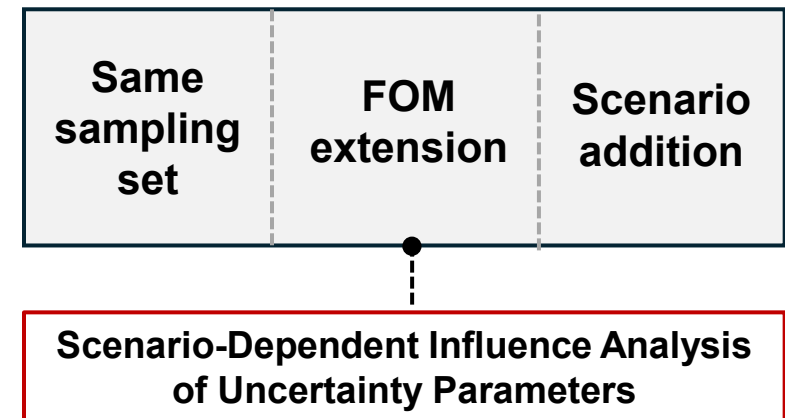 Same
sampling
set
FOM
extension
Scenario
addition
Scenario-Dependent Influence Analysis
of Uncertainty Parameters